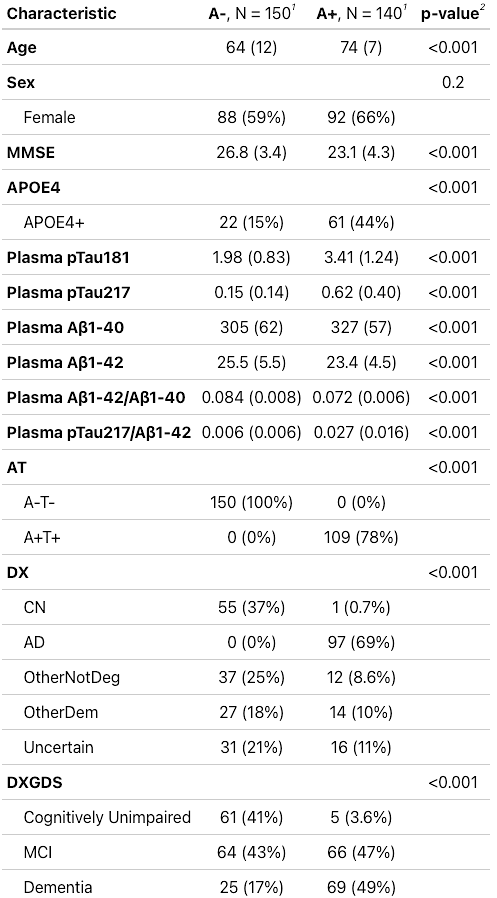 Characteristic A-, N = 150¹ A+, N = 140¹ p-value²
Age 64 (12) 74 (7) <0.001
Sex 0.2
Female 88 (59%) 92 (66%)
MMSE 26.8 (3.4) 23.1 (4.3) <0.001
APOE4 <0.001
APOE4+ 22 (15%) 61 (44%)
Plasma pTau181 1.98 (0.83) 3.41 (1.24) <0.001
Plasma pTau217 0.15 (0.14) 0.62 (0.40) <0.001
Plasma Aβ1-40 305 (62) 327 (57) <0.001
Plasma Aβ1-42 25.5 (5.5) 23.4 (4.5) <0.001
Plasma Aβ1-42/Aβ1-40 0.084 (0.008) 0.072 (0.006) <0.001
Plasma pTau217/Aβ1-42 0.006 (0.006) 0.027 (0.016) <0.001
AT <0.001
A-T- 150 (100%) 0 (0%)
A+T+ 0 (0%) 109 (78%)
DX <0.001
CN 55 (37%) 1 (0.7%)
AD 0 (0%) 97 (69%)
OtherNotDeg 37 (25%) 12 (8.6%)
OtherDem 27 (18%) 14 (10%)
Uncertain 31 (21%) 16 (11%)
DXGDS <0.001
Cognitively Unimpaired 61 (41%) 5 (3.6%)
MCI 64 (43%) 66 (47%)
Dementia 25 (17%) 69 (49%)